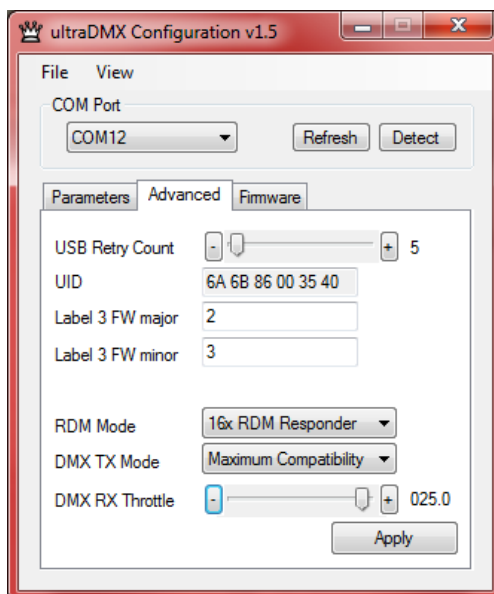 ultraDMX Configuration v1.5
File View
COM Port
COM12 Refresh Detect
Parameters Advanced Firmware
USB Retry Count - + 5
UID 6A 6B 86 00 35 40
Label 3 FW major 2
Label 3 FW minor 3
RDM Mode 16x RDM Responder
DMX TX Mode Maximum Compatibility
DMX RX Throttle - + 025.0
Apply